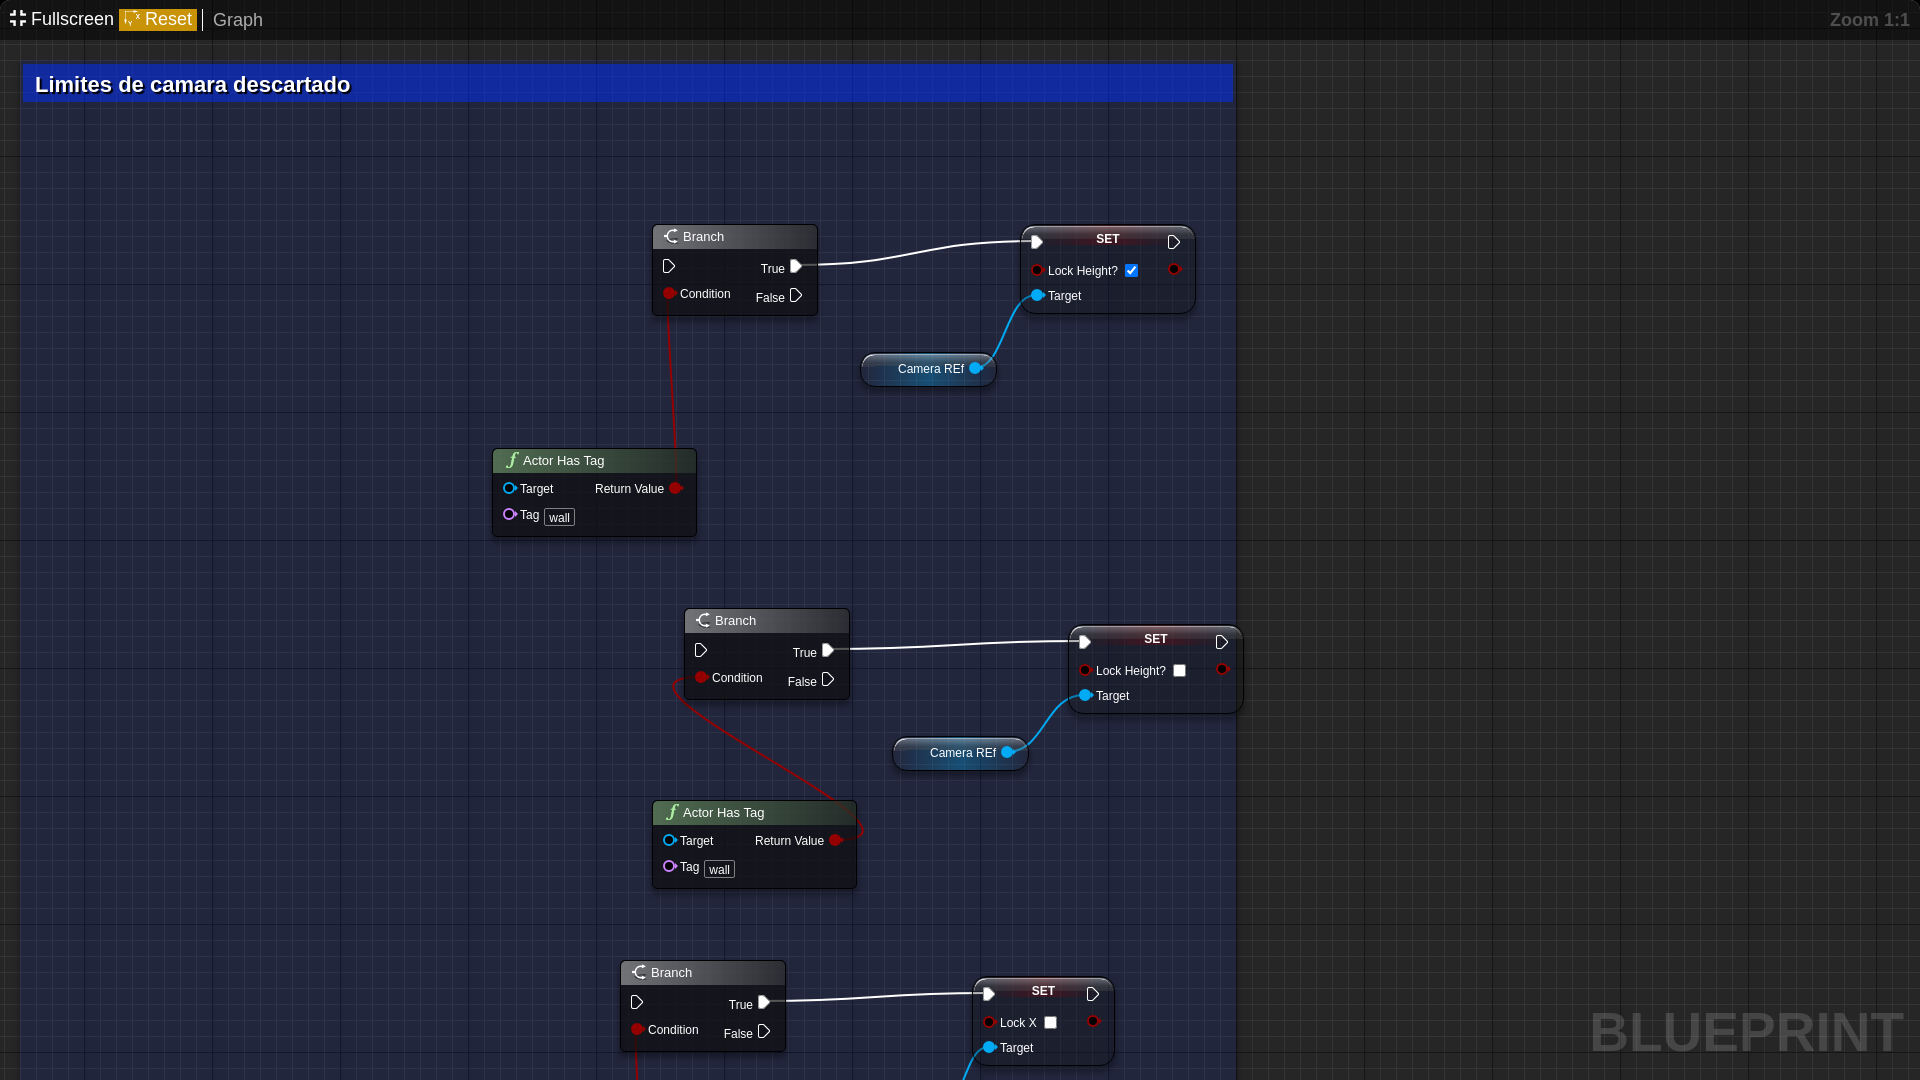 Fullscreen Reset Graph Zoom 1:1
Limites de camara descartado
Branch
True
Condition
False
SET
Lock Height?
Target
Camera REf
Actor Has Tag
Target Return Value
Tag wall
Branch
True
Condition
False
SET
Lock Height?
Target
Camera REf
Actor Has Tag
Target Return Value
Tag wall
Branch
True
Condition
False
SET
Lock X
Target
BLUEPRINT